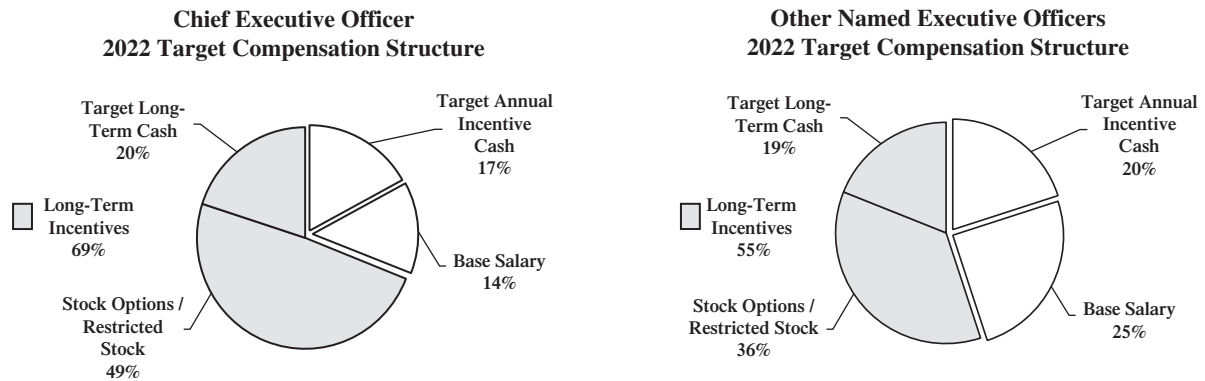 Chief Executive Officer
2022 Target Compensation Structure
Target Long-
Term Cash
20%
Target Annual
Incentive
Cash
17%
Long-Term
Incentives
69%
Base Salary
14%
Stock Options /
Restricted
Stock
49%
Other Named Executive Officers
2022 Target Compensation Structure
Target Long-
Term Cash
19%
Target Annual
Incentive
Cash
20%
Long-Term
Incentives
55%
Base Salary
25%
Stock Options /
Restricted Stock
36%